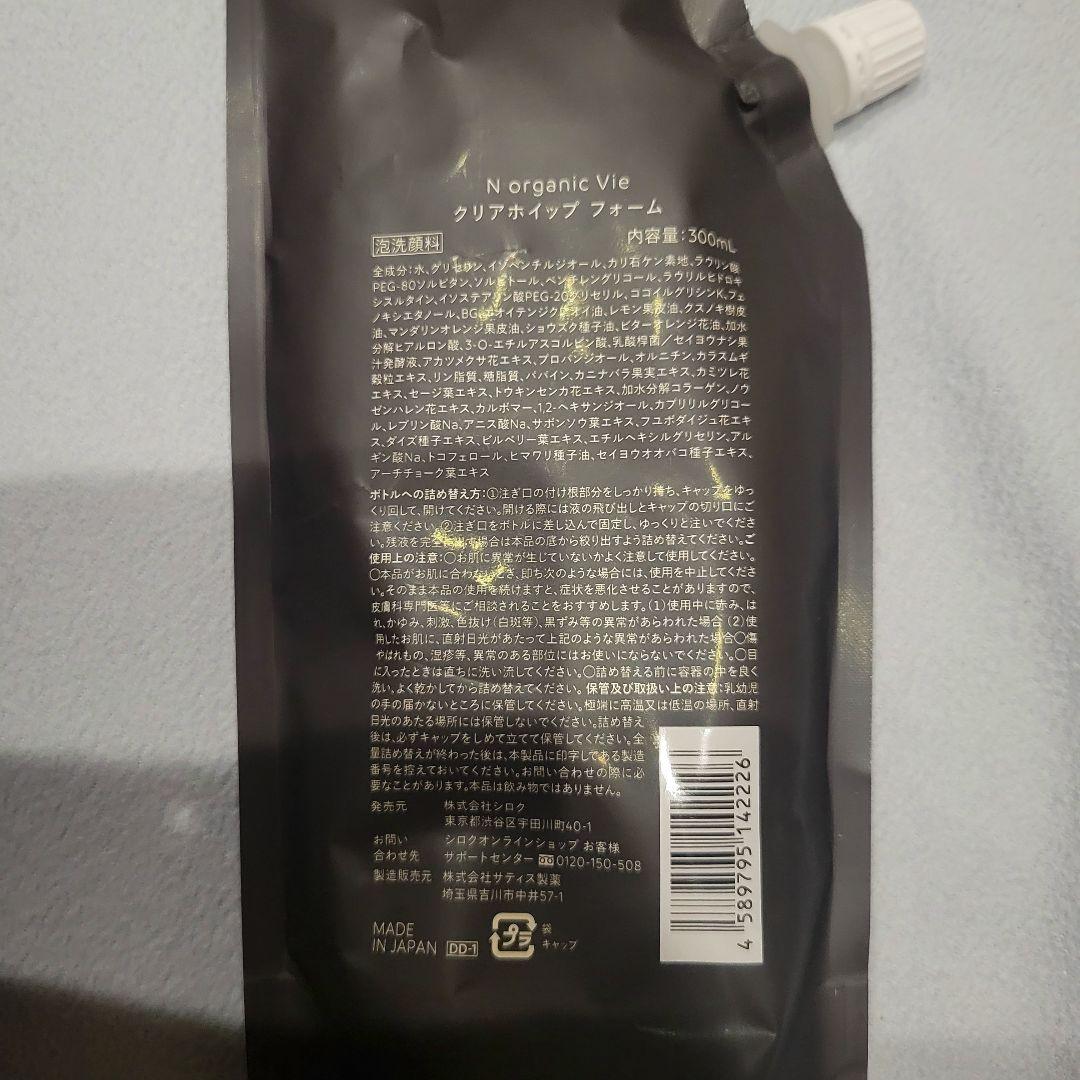 N organic Vie
クリアホイップ フォーム
泡洗顔料
内容量:300mL
全成分:水、グリセリン、イソペンチルジオール、カリ石ケン素地、ラウリン酸
PEG-80ソルビタン、ソルビトール、ペンチレングリコール、ラウリルヒドロキ
シスルタイン、イソステアリン酸PEG-20グリセリル、ココイルグリシンK、フェ
ノキシエタノール、BG、ニオイテンジクアオイ油、レモン果皮油、クスノキ樹皮
油、マンダリンオレンジ果皮油、ショウズク種子油、ビターオレンジ花油、加水
分解ヒアルロン酸、3-O-エチルアスコルビン酸、乳酸桿菌/セイヨウナシ果
汁発酵液、アカツメクサ花エキス、プロパンジオール、オルニチン、カラスムギ
穀粒エキス、リン脂質、糖脂質、パパイン、カニナバラ果実エキス、カミツレ花
エキス、セージ葉エキス、トウキンセンカ花エキス、加水分解コラーゲン、ノウ
ゼンハレン花エキス、カルボマー、1,2-ヘキサンジオール、カプリリルグリコー
ル、レブリン酸Na、アニス酸Na、サボンソウ葉エキス、フユボダイジュ花エキ
ス、ダイズ種子エキス、ビルベリー葉エキス、エチルヘキシルグリセリン、アル
ギン酸Na、トコフェロール、ヒマワリ種子油、セイヨウオオバコ種子エキス、
アーチチョーク葉エキス
ボトルへの詰め替え方:①注ぎ口の付け根部分をしっかり持ち、キャップをゆっ
くり回して、開けてください。開ける際には液の飛び出しとキャップの切り口にご
注意ください。②注ぎ口をボトルに差し込んで固定し、ゆっくりと注いでくださ
い。残液を完全に出す場合は本品の底から絞り出すよう詰め替えてください。ご
使用上の注意:○お肌に異常が生じていないかよく注意して使用してください。
○本品がお肌に合わないとき、即ち次のような場合には、使用を中止してくださ
い。そのまま本品の使用を続けますと、症状を悪化させることがありますので、
皮膚科専門医等にご相談されることをおすすめします。(1)使用中に赤み、は
れ、かゆみ、刺激、色抜け(白斑等)、黒ずみ等の異常があらわれた場合 (2)使
用したお肌に、直射日光があたって上記のような異常があらわれた場合○傷
やはれもの、湿疹等、異常のある部位にはお使いにならないでください。○目
に入ったときは直ちに洗い流してください。○詰め替える前に容器の中を良く
洗い、よく乾かしてから詰め替えてください。保管及び取扱い上の注意:乳幼児
の手の届かないところに保管してください。極端に高温又は低温の場所、直射
日光のあたる場所には保管しないでください。詰め替え
後は、必ずキャップをしめて立てて保管してください。全
量詰め替えが終わった後は、本製品に印字してある製造
番号を控えておいてください。お問い合わせの際に必
要なことがあります。本品は飲み物ではありません。
発売元 株式会社シロク
東京都渋谷区宇田川町40-1
お問い シロクオンラインショップ お客様
合わせ先 サポートセンター 0120-150-508
製造販売元 株式会社サティス製薬
埼玉県吉川市中井57-1
MADE
IN JAPAN DD-1
プラ
袋
キャップ
4 589795 142226